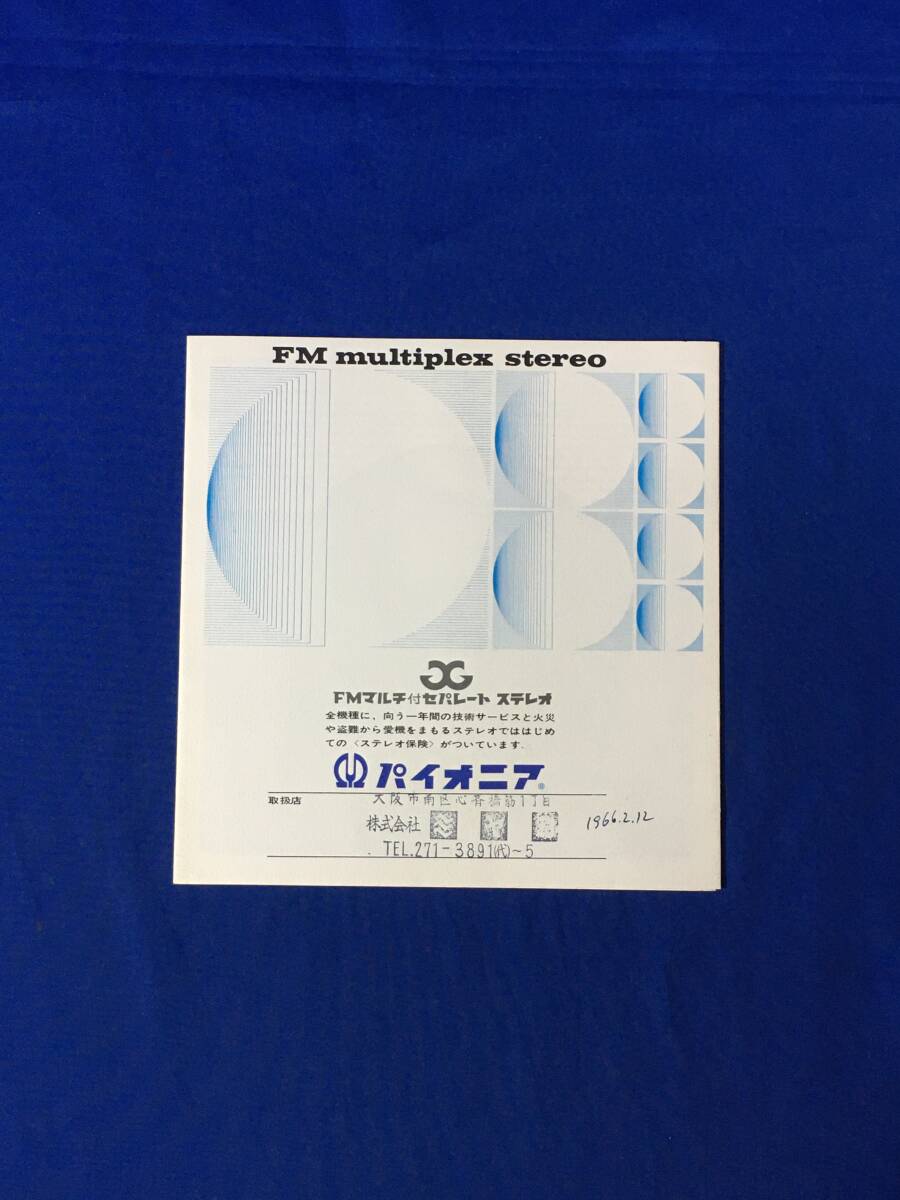 FM multiplex stereo
FMマルチ付セパレート ステレオ
全機種に、向う一年間の技術サービスと火災
や盗難から愛機をまもるステレオでははじめ
ての〈ステレオ保険〉がついています.
パイオニア®
取扱店
大阪市南区心斎橋筋1丁目
株式会社
TEL.271-3891(代)~5
1966.2.12